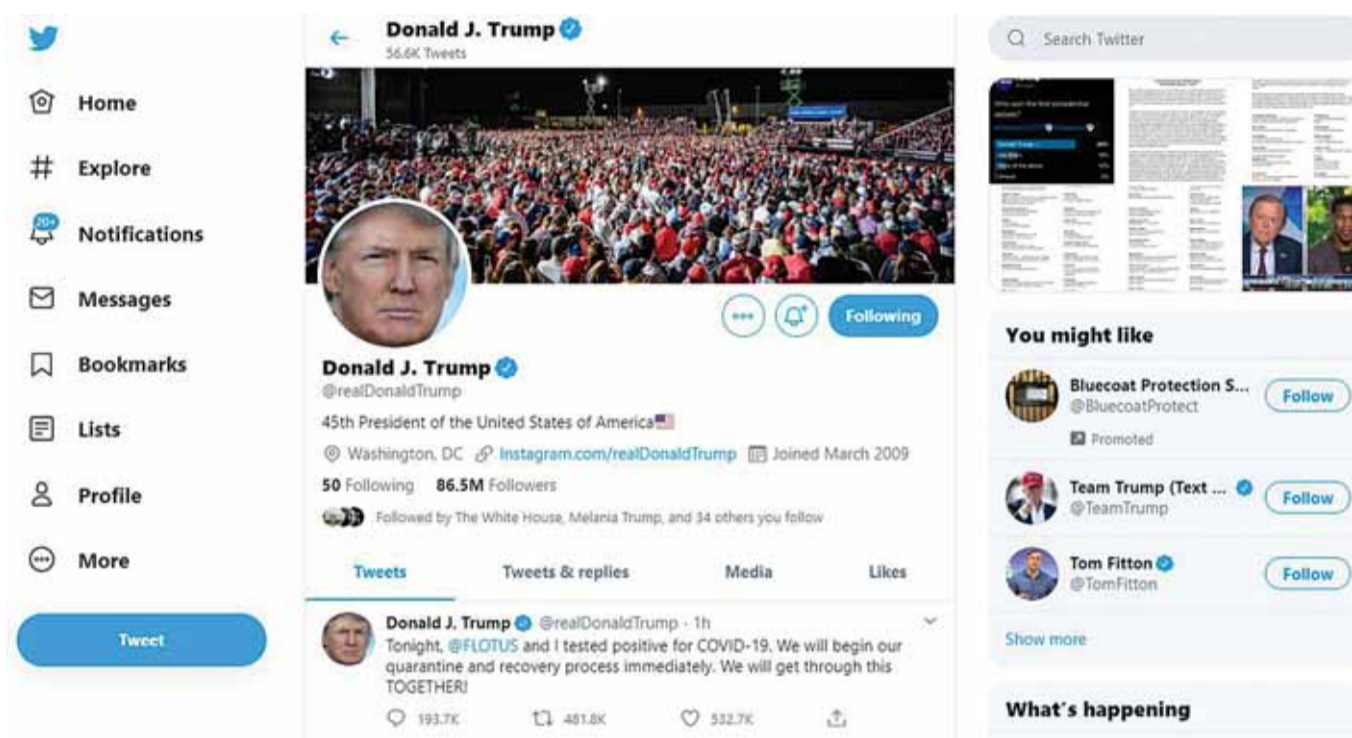 Home
Explore
20+
Notifications
Messages
Bookmarks
Lists
Profile
More
Tweet
Donald J. Trump
56.6K Tweets
Following
Donald J. Trump
@realDonaldTrump
45th President of the United States of America
Washington, DC Instagram.com/realDonaldTrump Joined March 2009
50 Following 86.5M Followers
Followed by The White House, Melania Trump, and 34 others you follow
Tweets Tweets & replies Media Likes
Donald J. Trump @realDonaldTrump · 1h
Tonight, @FLOTUS and I tested positive for COVID-19. We will begin our
quarantine and recovery process immediately. We will get through this
TOGETHER!
193.7K 481.8K 532.7K
Search Twitter
You might like
Bluecoat Protection S...
@BluecoatProtect
Follow
Promoted
Team Trump (Text ...
@TeamTrump
Follow
Tom Fitton
@TomFitton
Follow
Show more
What's happening